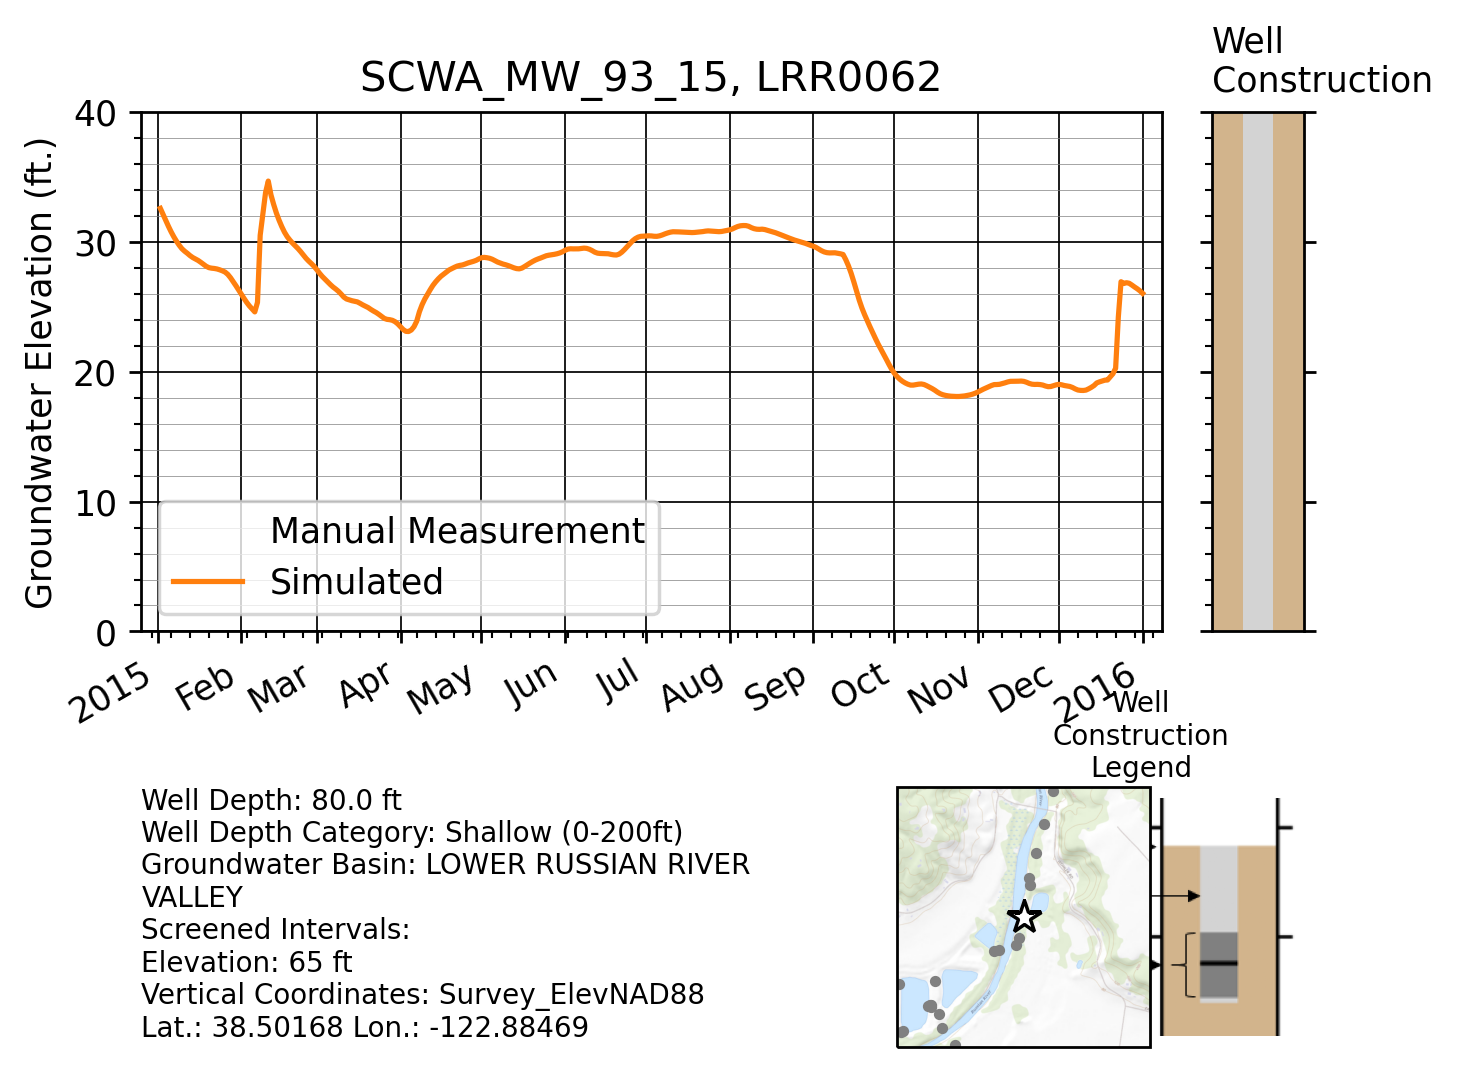 Well
Construction
SCWA_MW_93_15, LRR0062
Groundwater Elevation (ft.)
40
30
20
10
0
Manual Measurement
Simulated
2015
Feb
Mar
Apr
May
Jun
Jul
Aug
Sep
Oct
Nov
Dec
2016
Well
Construction
Legend
Well Depth: 80.0 ft
Well Depth Category: Shallow (0-200ft)
Groundwater Basin: LOWER RUSSIAN RIVER
VALLEY
Screened Intervals:
Elevation: 65 ft
Vertical Coordinates: Survey_ElevNAD88
Lat.: 38.50168 Lon.: -122.88469